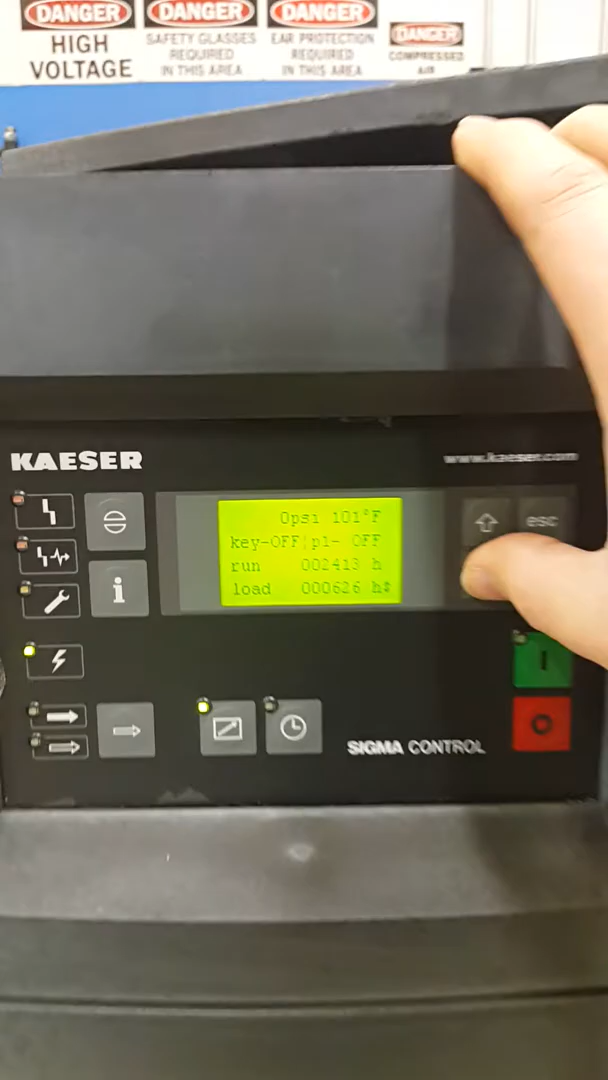 DANGER
HIGH
VOLTAGE
DANGER
SAFETY GLASSES
REQUIRED
IN THIS AREA
DANGER
EAR PROTECTION
REQUIRED
IN THIS AREA
DANGER
COMPRESSED
AIR
KAESER
www.kaeser.com
esc
i
0psi 101°F
key-OFF|p1- OFF
run 002413 h
load 000626 h
I
O
SIGMA CONTROL